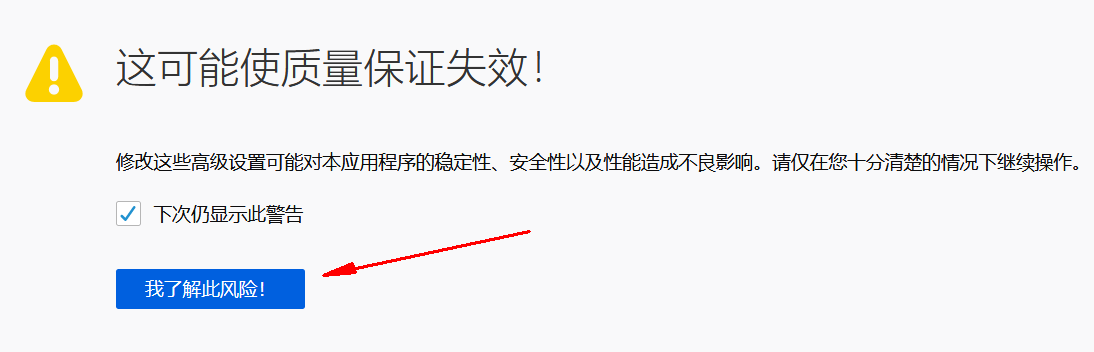 这可能使质量保证失效！
修改这些高级设置可能对本应用程序的稳定性、安全性以及性能造成不良影响。请仅在您十分清楚的情况下继续操作。
下次仍显示此警告
我了解此风险！